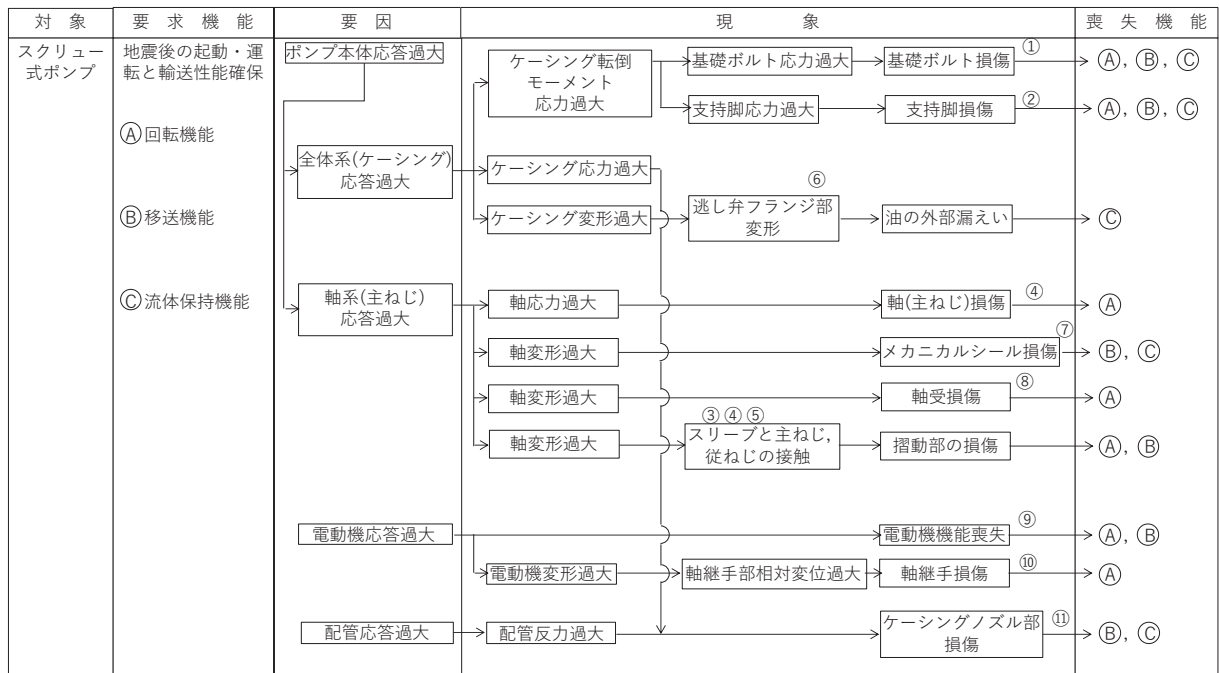 対象
要求機能
要因
現象
喪失機能
スクリュー
式ポンプ
地震後の起動・運
転と輸送性能確保
Ⓐ回転機能
Ⓑ移送機能
Ⓒ流体保持機能
ポンプ本体応答過大
全体系(ケーシング)
応答過大
ケーシング転倒
モーメント
応力過大
基礎ボルト応力過大
基礎ボルト損傷
①
Ⓐ, Ⓑ, Ⓒ
支持脚応力過大
支持脚損傷
②
Ⓐ, Ⓑ, Ⓒ
ケーシング応力過大
ケーシング変形過大
⑥
逃し弁フランジ部
変形
油の外部漏えい
Ⓒ
軸系(主ねじ)
応答過大
軸応力過大
軸(主ねじ)損傷
④
Ⓐ
軸変形過大
メカニカルシール損傷
⑦
Ⓑ, Ⓒ
軸変形過大
軸受損傷
⑧
Ⓐ
軸変形過大
③④⑤
スリーブと主ねじ,
従ねじの接触
摺動部の損傷
Ⓐ, Ⓑ
電動機応答過大
電動機機能喪失
⑨
Ⓐ, Ⓑ
電動機変形過大
軸継手部相対変位過大
軸継手損傷
⑩
Ⓐ
配管応答過大
配管反力過大
ケーシングノズル部
損傷
⑪
Ⓑ, Ⓒ